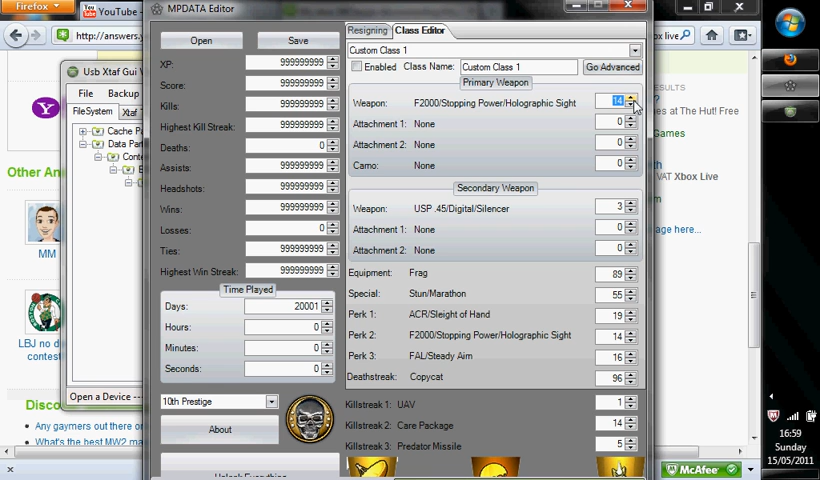 Firefox
YouTube
http://answers.y
MPDATA Editor
Open
Save
XP:
999999999
Score:
999999999
Kills:
999999999
Highest Kill Streak:
999999999
Deaths:
0
Assists:
999999999
Headshots:
999999999
Wins:
999999999
Losses:
0
Ties:
999999999
Highest Win Streak:
999999999
Time Played
Days:
20001
Hours:
0
Minutes:
0
Seconds:
0
10th Prestige
About
Unlock Everything
Resigning
Class Editor
Custom Class 1
Enabled
Class Name:
Custom Class 1
Go Advanced
Primary Weapon
Weapon:
F2000/Stopping Power/Holographic Sight
14
Attachment 1:
None
0
Attachment 2:
None
0
Camo:
None
0
Secondary Weapon
Weapon:
USP .45/Digital/Silencer
3
Attachment 1:
None
0
Attachment 2:
None
0
Equipment:
Frag
89
Special:
Stun/Marathon
55
Perk 1:
ACR/Sleight of Hand
19
Perk 2:
F2000/Stopping Power/Holographic Sight
14
Perk 3:
FAL/Steady Aim
16
Deathstreak:
Copycat
96
Killstreak 1:
UAV
1
Killstreak 2:
Care Package
14
Killstreak 3:
Predator Missile
5
Usb Xtaf Gui V
File
Backup
FileSystem
Xtaf
Cache P
Data Par
Conte
E
Open a Device ---
Other An
MM
LBJ no d
contest
Disco
Any gaymers out there or
What's the best MW2 m
xbox live
RESULTS
es at The Hut! Free
Games
th
VAT Xbox Live
m
age here...
McAfee
16:59
Sunday
15/05/2011